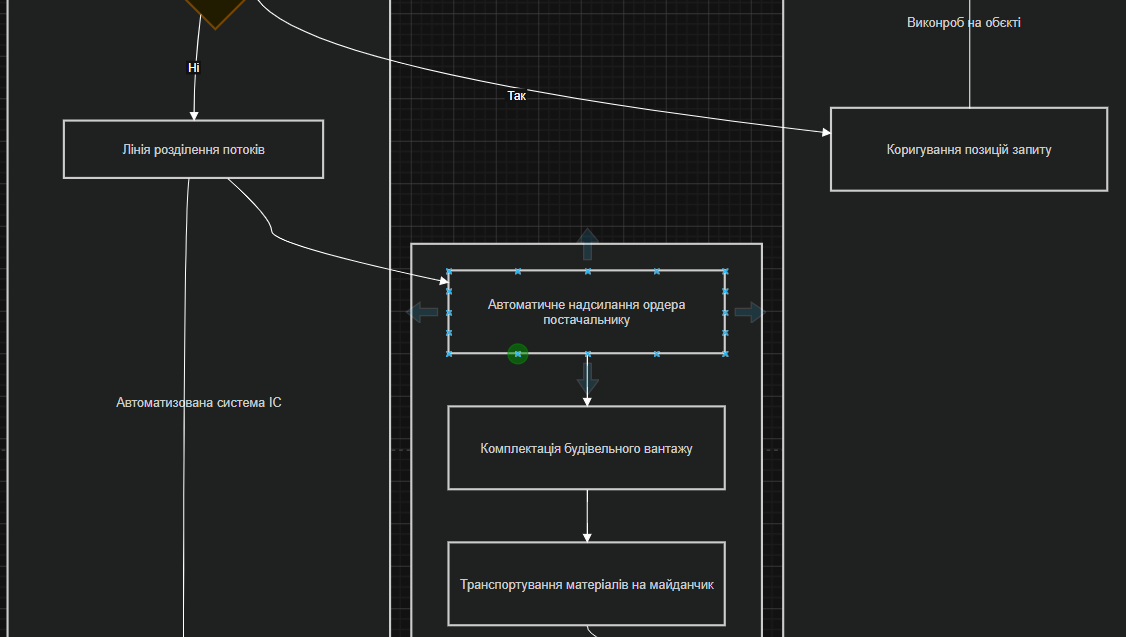 Виконроб на обєкті
Ні
Так
Лінія розділення потоків
Коригування позицій запиту
Автоматичне надсилання ордера
постачальнику
Автоматизована система ІС
Комплектація будівельного вантажу
Транспортування матеріалів на майданчик